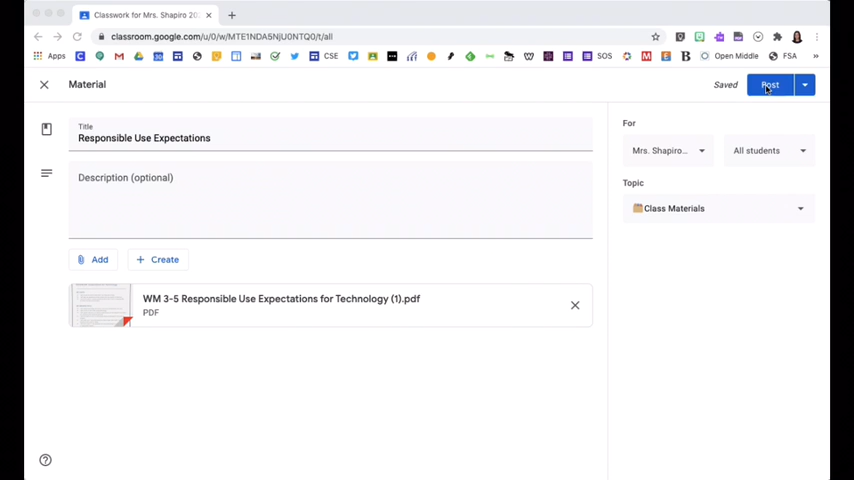 Classwork for Mrs. Shapiro 20
classroom.google.com/u/0/w/MTE1NDA5NjU0NTQ0/t/all
Apps
CSE
SOS
Open Middle
FSA
Material
Saved
Post
Title
Responsible Use Expectations
Description (optional)
Add
Create
WM 3-5 Responsible Use Expectations for Technology (1).pdf
PDF
For
Mrs. Shapiro...
All students
Topic
Class Materials